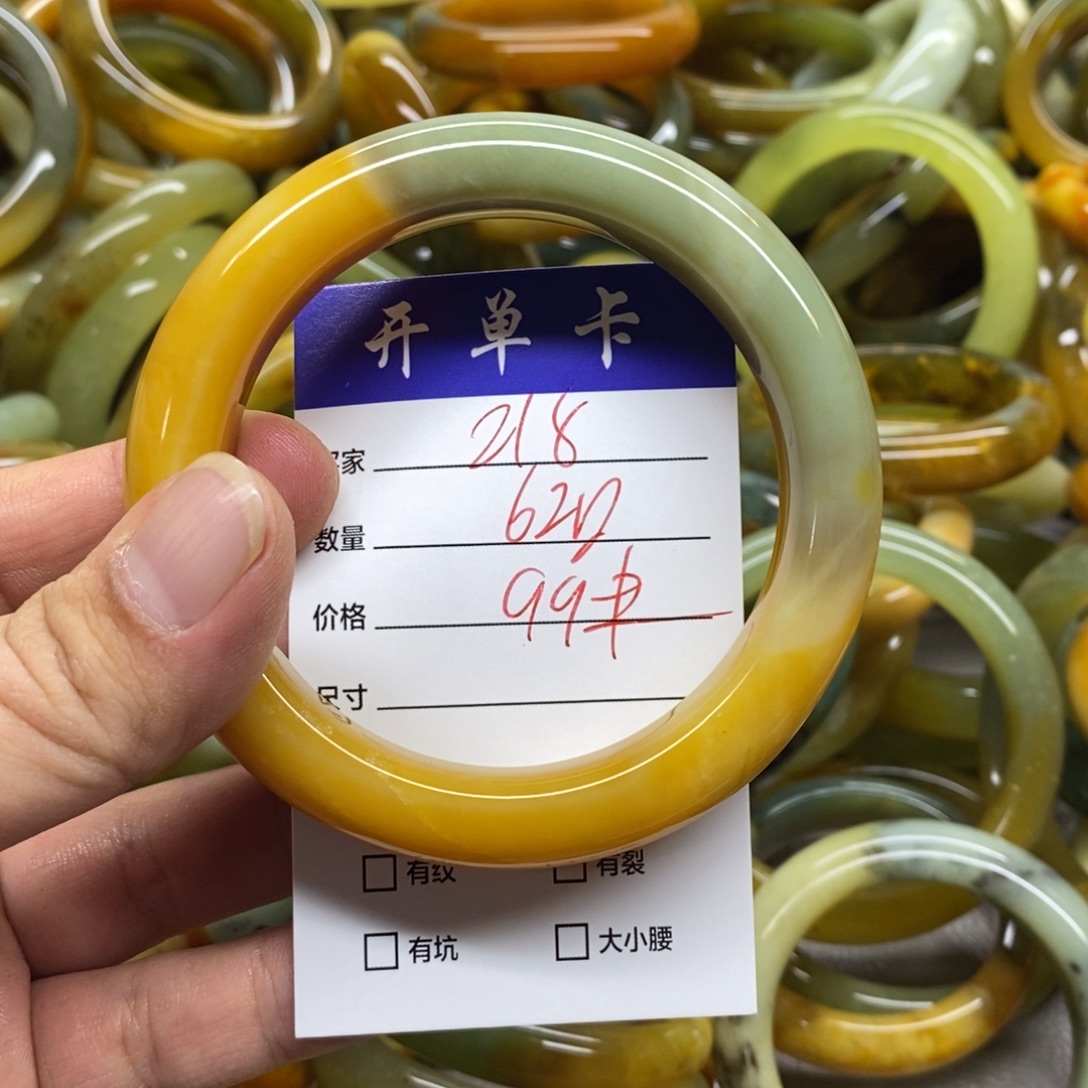 开单卡
家 218
数量 62
价格 99
尺寸
有纹 有裂
有坑 大小腰